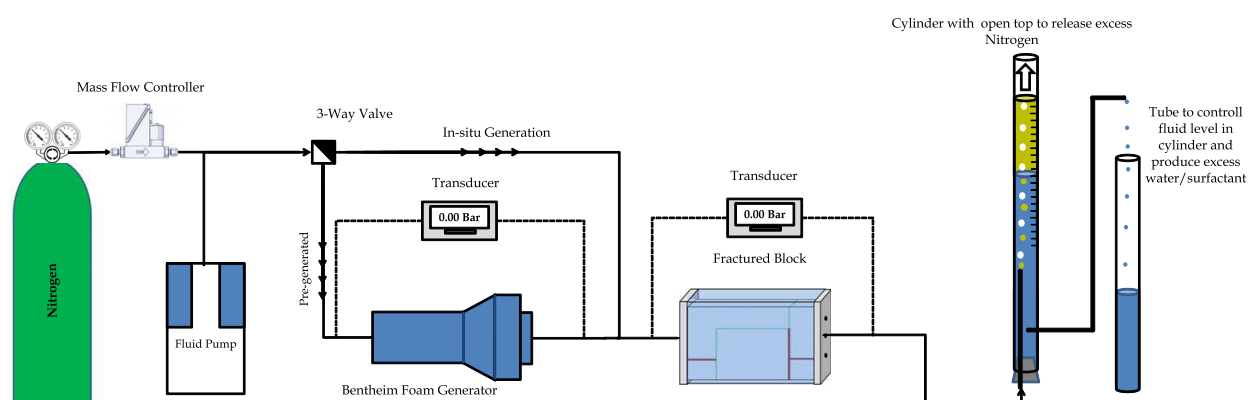 Cylinder with open top to release excess
Nitrogen
Mass Flow Controller
3-Way Valve
In-situ Generation
Tube to controll
fluid level in
cylinder and
produce excess
water/surfactant
Transducer
0.00 Bar
Transducer
0.00 Bar
Fractured Block
Pre-generated
Nitrogen
Fluid Pump
Bentheim Foam Generator